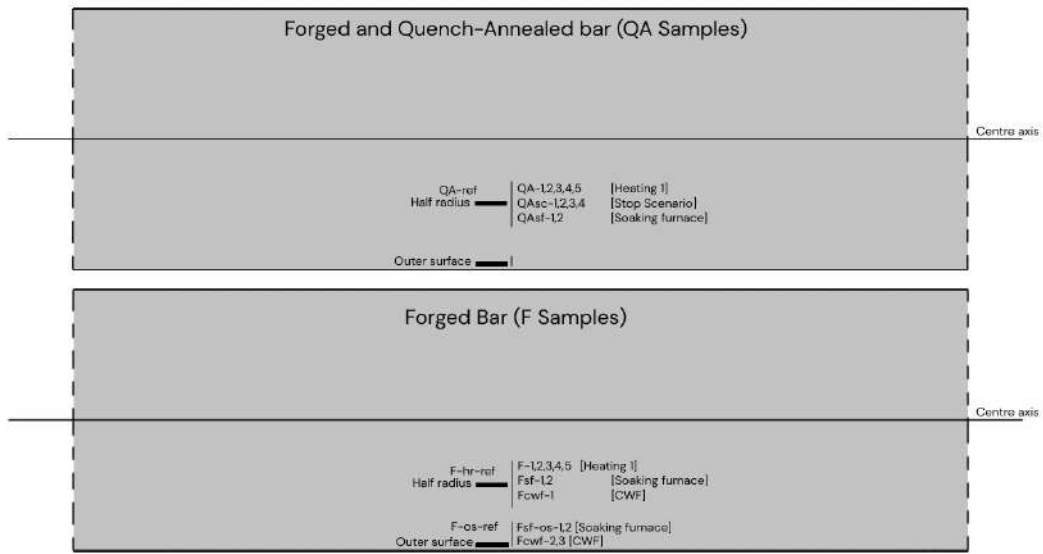 Forged and Quench-Annealed bar (QA Samples)
Centre axis
QA-ref QA-1,2,3,4,5 [Heating 1]
Half radius QAsc-1,2,3,4 [Stop Scenario]
QAsf-1,2 [Soaking furnace]
Outer surface
Forged Bar (F Samples)
Centre axis
F-hr-ref F-1,2,3,4,5 [Heating 1]
Half radius Fsf-1,2 [Soaking furnace]
Fcwf-1 [CWF]
F-os-ref Fsf-os-1,2 [Soaking furnace]
Outer surface Fcwf-2,3 [CWF]